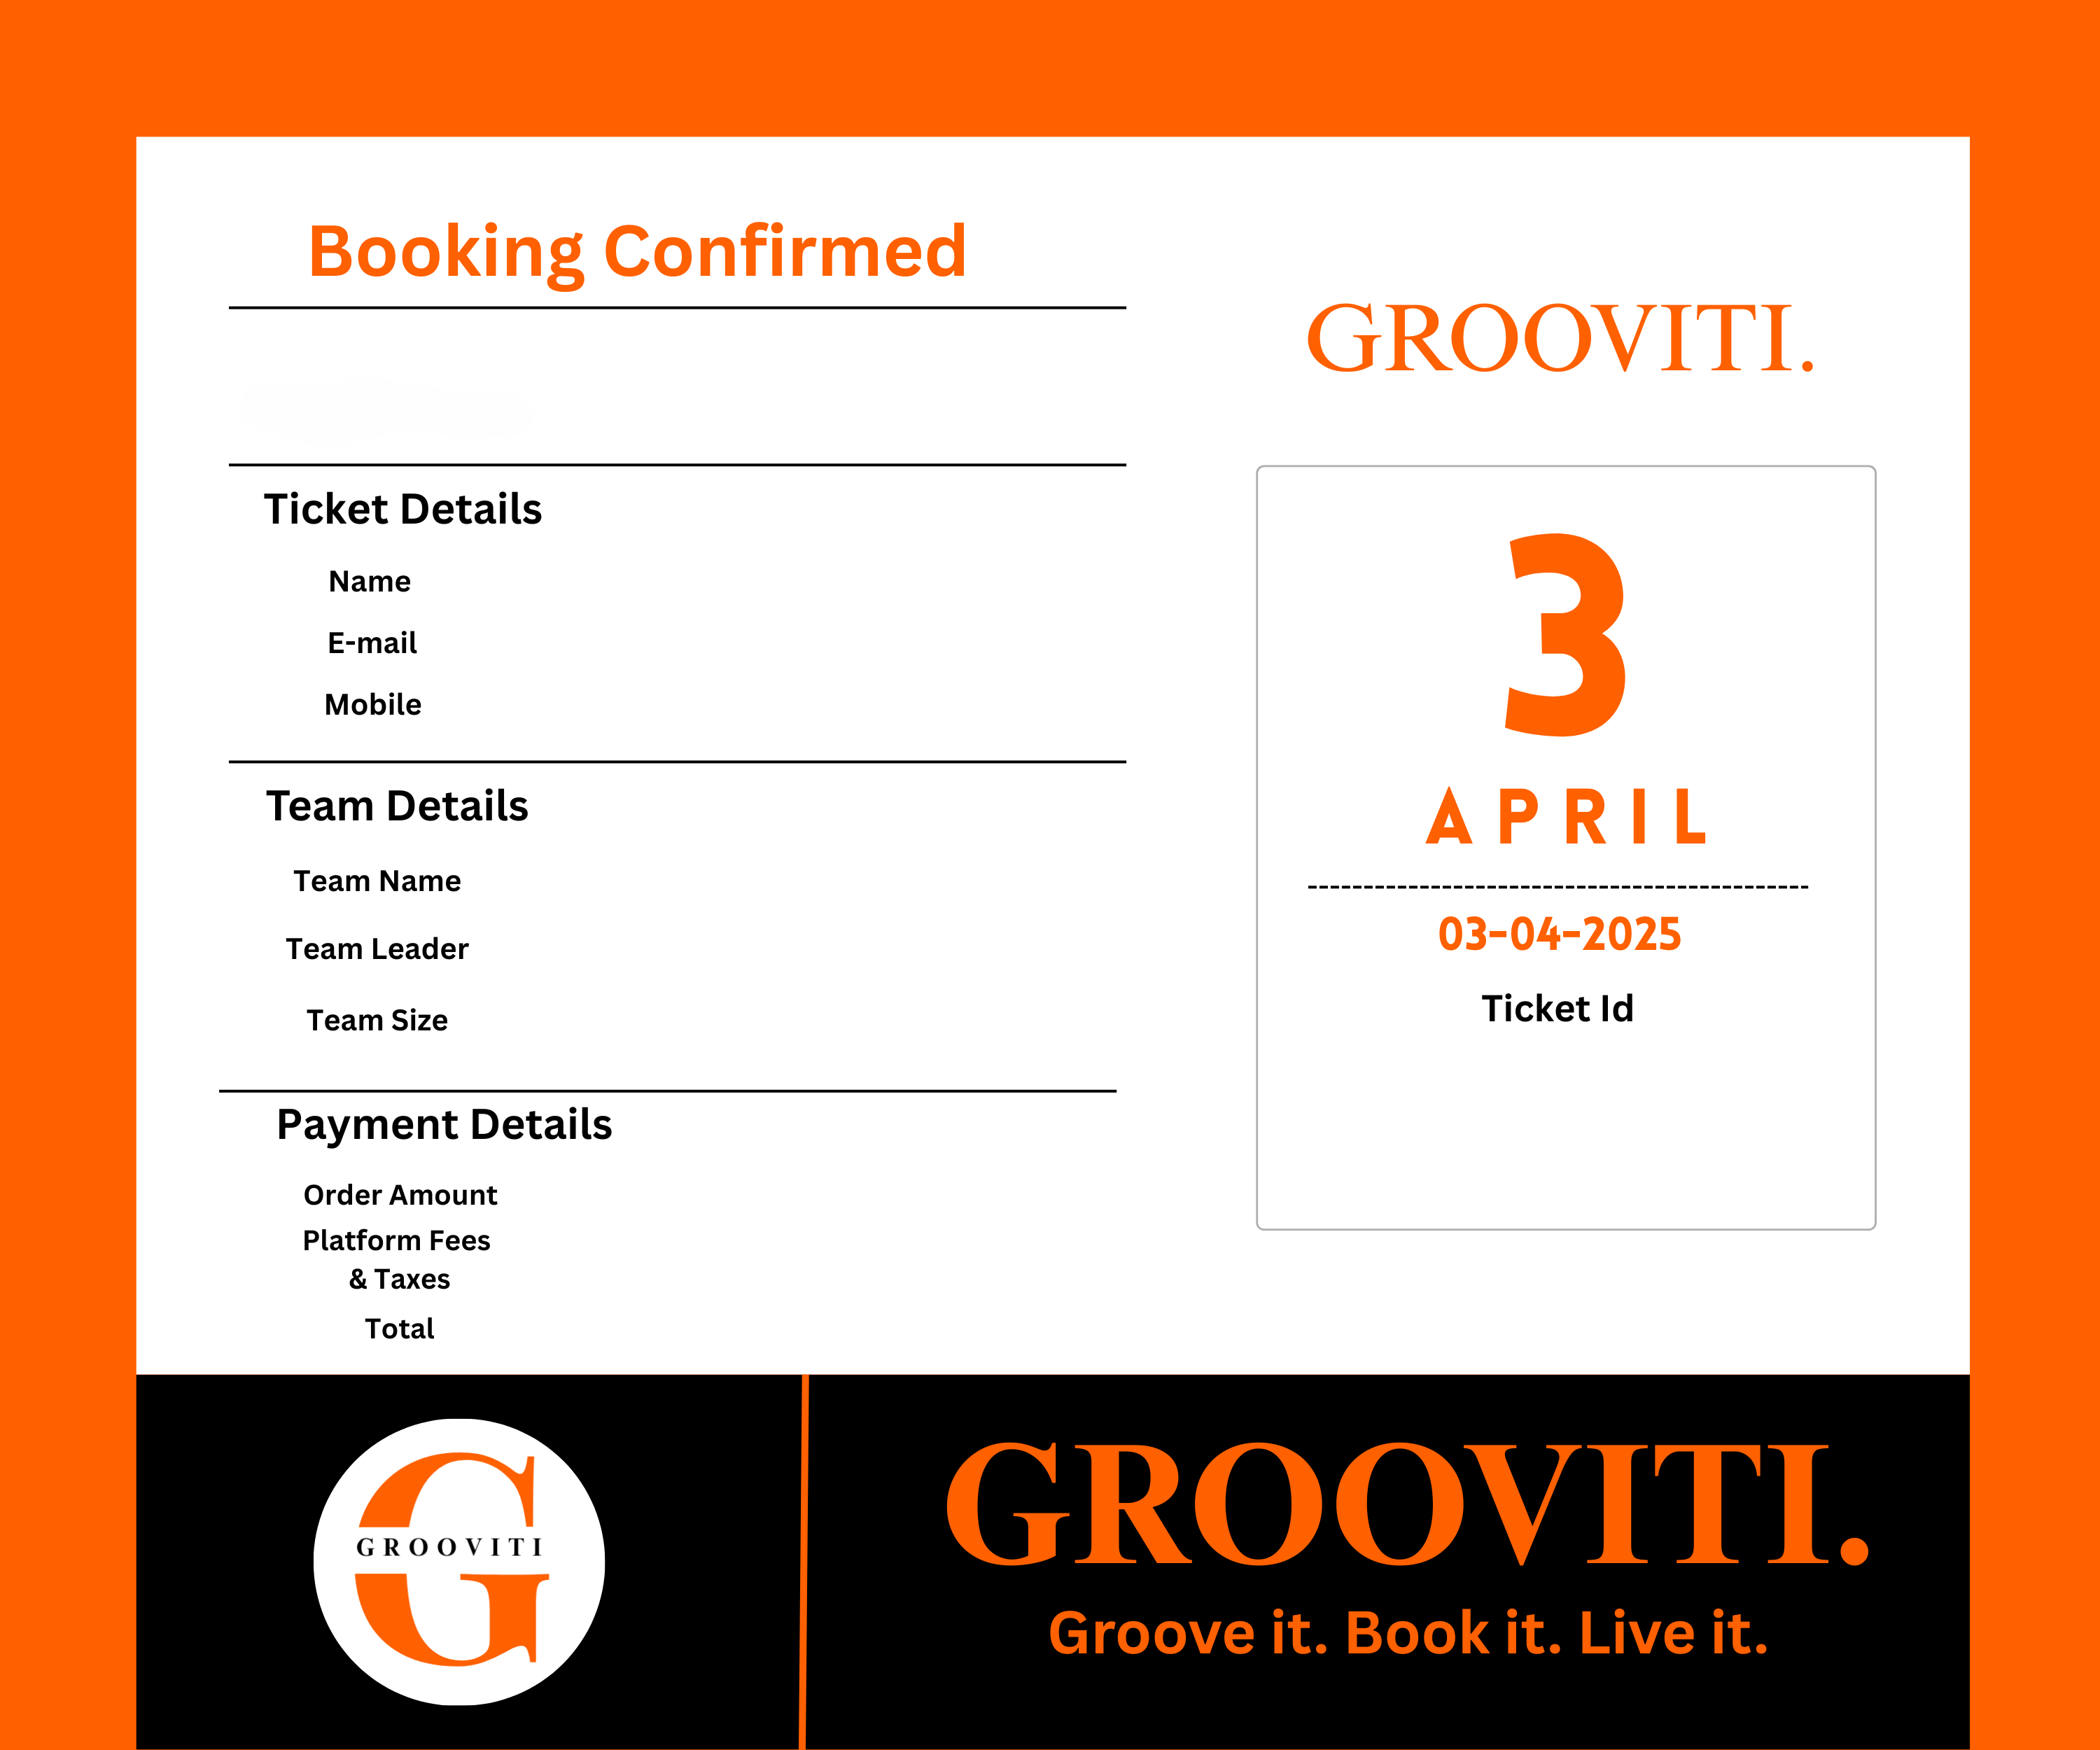 Booking Confirmed
GROOVITI.
Ticket Details
Name
E-mail
Mobile
Team Details
Team Name
Team Leader
Team Size
Payment Details
Order Amount
Platform Fees
& Taxes
Total
3
APRIL
03-04-2025
Ticket Id
GROOVITI
GROOVITI.
Groove it. Book it. Live it.